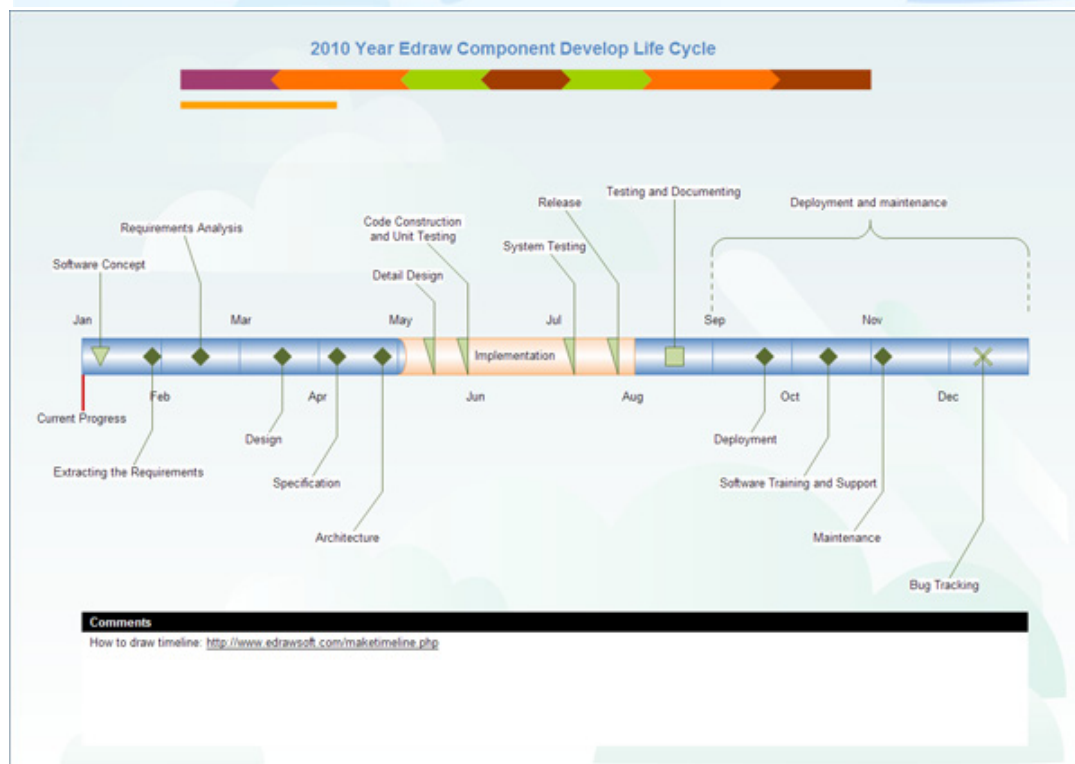 2010 Year Edraw Component Develop Life Cycle
Testing and Documenting
Release
Deployment and maintenance
Code Construction
and Unit Testing
Requirements Analysis
System Testing
Software Concept
Detail Design
Jan
Mar
May
Jul
Sep
Nov
Implementation
Feb
Apr
Jun
Aug
Oct
Dec
Current Progress
Design
Deployment
Extracting the Requirements
Specification
Software Training and Support
Architecture
Maintenance
Bug Tracking
Comments
How to draw timeline: http://www.edrawsoft.com/maketimeline.php